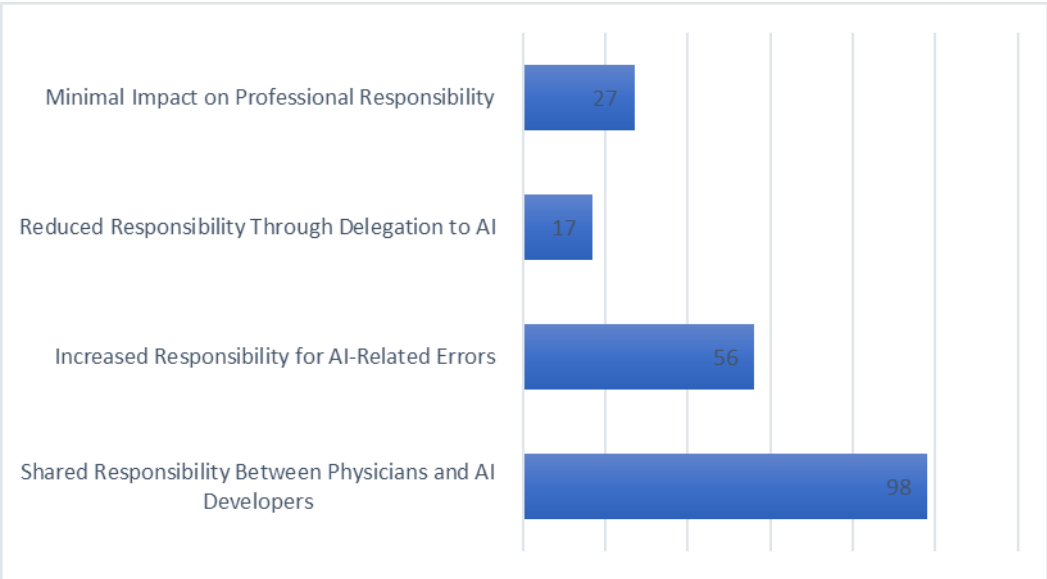 Minimal Impact on Professional Responsibility
27
Reduced Responsibility Through Delegation to AI
17
Increased Responsibility for AI-Related Errors
56
Shared Responsibility Between Physicians and AI
Developers
98